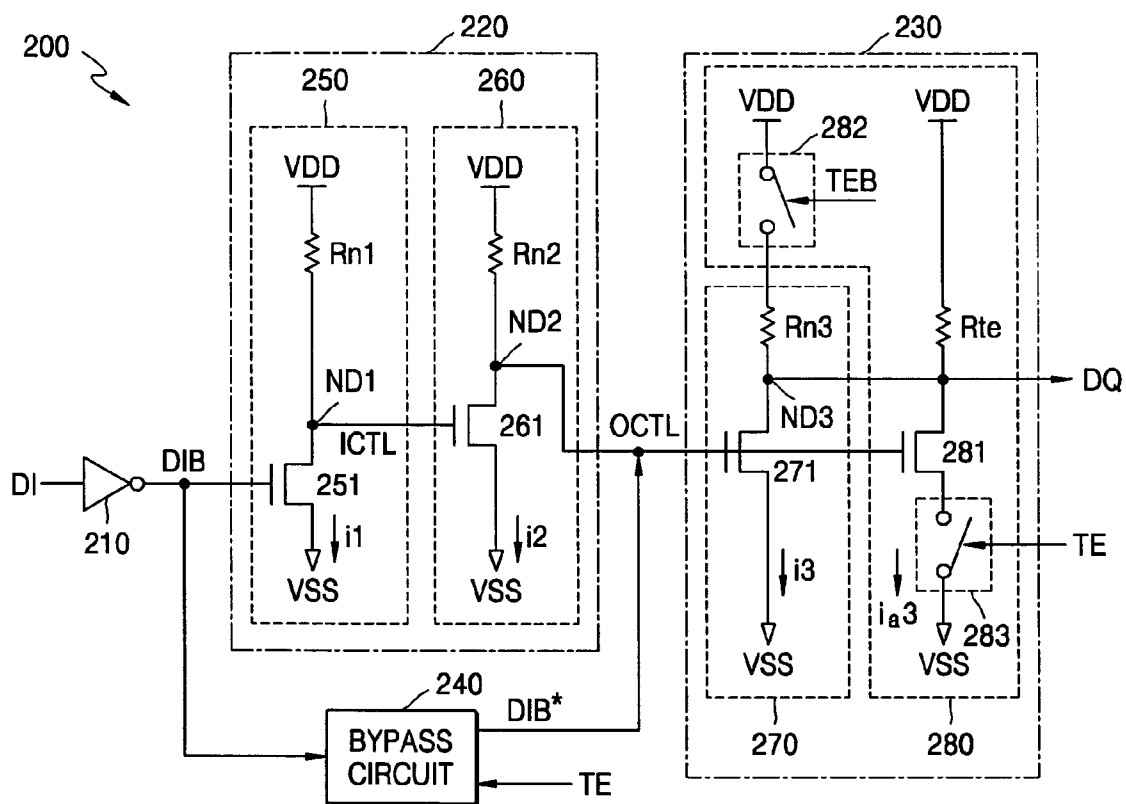 200
220
230
250
260
VDD
VDD
VDD
VDD
282
TEB
Rn1
Rn2
Rn3
Rte
ND1
ND2
ND3
DQ
ICTL
261
OCTL
271
281
DI
DIB
210
251
i1
i2
i3
ia3
TE
283
VSS
VSS
VSS
VSS
240
BYPASS
CIRCUIT
DIB*
TE
270
280